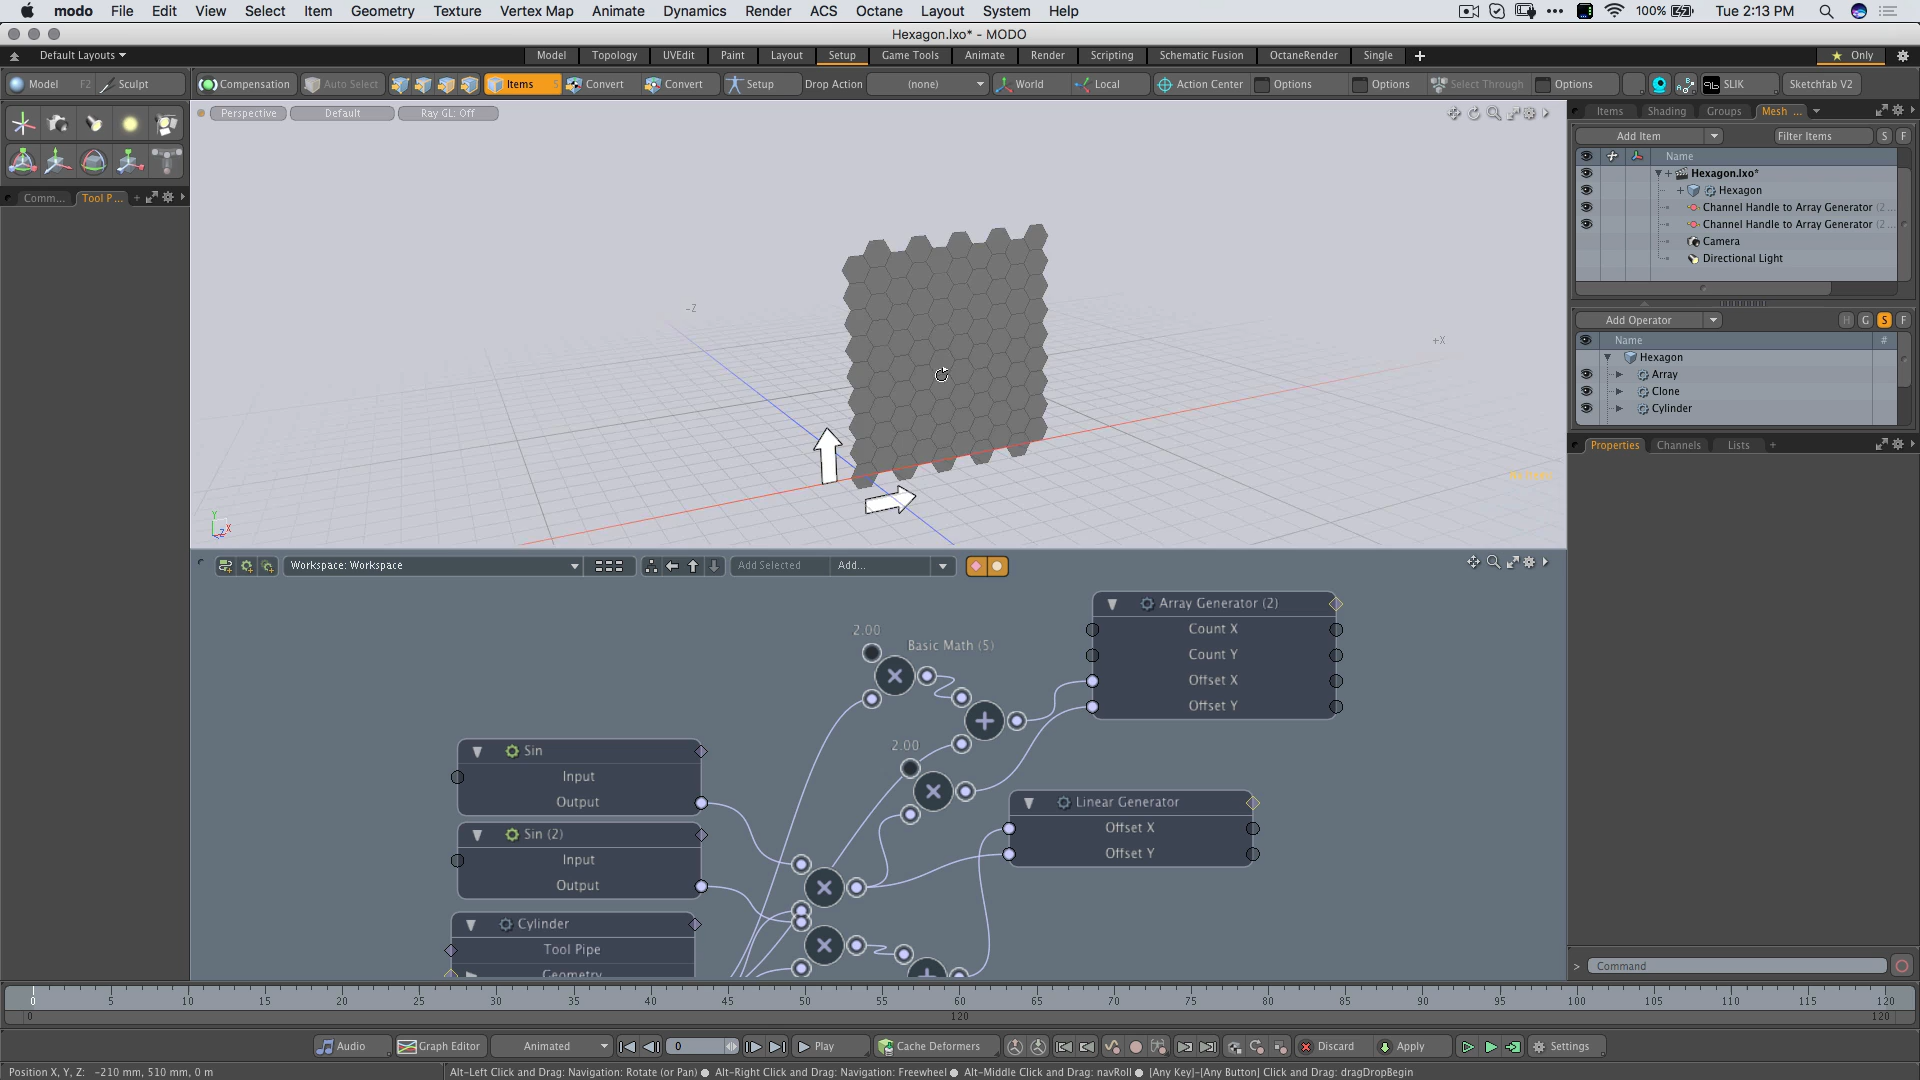 modo File Edit View Select Item Geometry Texture Vertex Map Animate Dynamics Render ACS Octane Layout System Help 100% Tue 2:13 PM
Hexagon.lxo* - MODO
Default Layouts Model Topology UVEdit Paint Layout Setup Game Tools Animate Render Scripting Schematic Fusion OctaneRender Single + Only
Model F2 Sculpt Compensation Auto Select Items 5 Convert Convert Setup Drop Action (none) World Local Action Center Options Options Select Through Options SLIK Sketchfab V2
Perspective Default Ray GL: Off
Items Shading Groups Mesh ...
Add Item Filter Items S F
Name
Hexagon.lxo*
Hexagon
Channel Handle to Array Generator (2 ...
Channel Handle to Array Generator (2 ...
Camera
Directional Light
Comm... Tool P... +
-Z
+X
Y
X
Z
Add Operator H G S F
Name #
Hexagon
Array
Clone
Cylinder
Properties Channels Lists +
Workspace: Workspace Add Selected Add...
2.00
Basic Math (5)
Array Generator (2)
Count X
Count Y
Offset X
Offset Y
2.00
Sin
Input
Output
Sin (2)
Input
Output
Linear Generator
Offset X
Offset Y
Cylinder
Tool Pipe
Geometry
> Command
0 5 10 15 20 25 30 35 40 45 50 55 60 65 70 75 80 85 90 95 100 105 110 115 120
0 120 120
Audio Graph Editor Animated 0 Play Cache Deformers Discard Apply Settings
Position X, Y, Z: -210 mm, 510 mm, 0 m Alt-Left Click and Drag: Navigation: Rotate (or Pan) ● Alt-Right Click and Drag: Navigation: Freewheel ● Alt-Middle Click and Drag: navRoll ● [Any Key]-[Any Button] Click and Drag: dragDropBegin